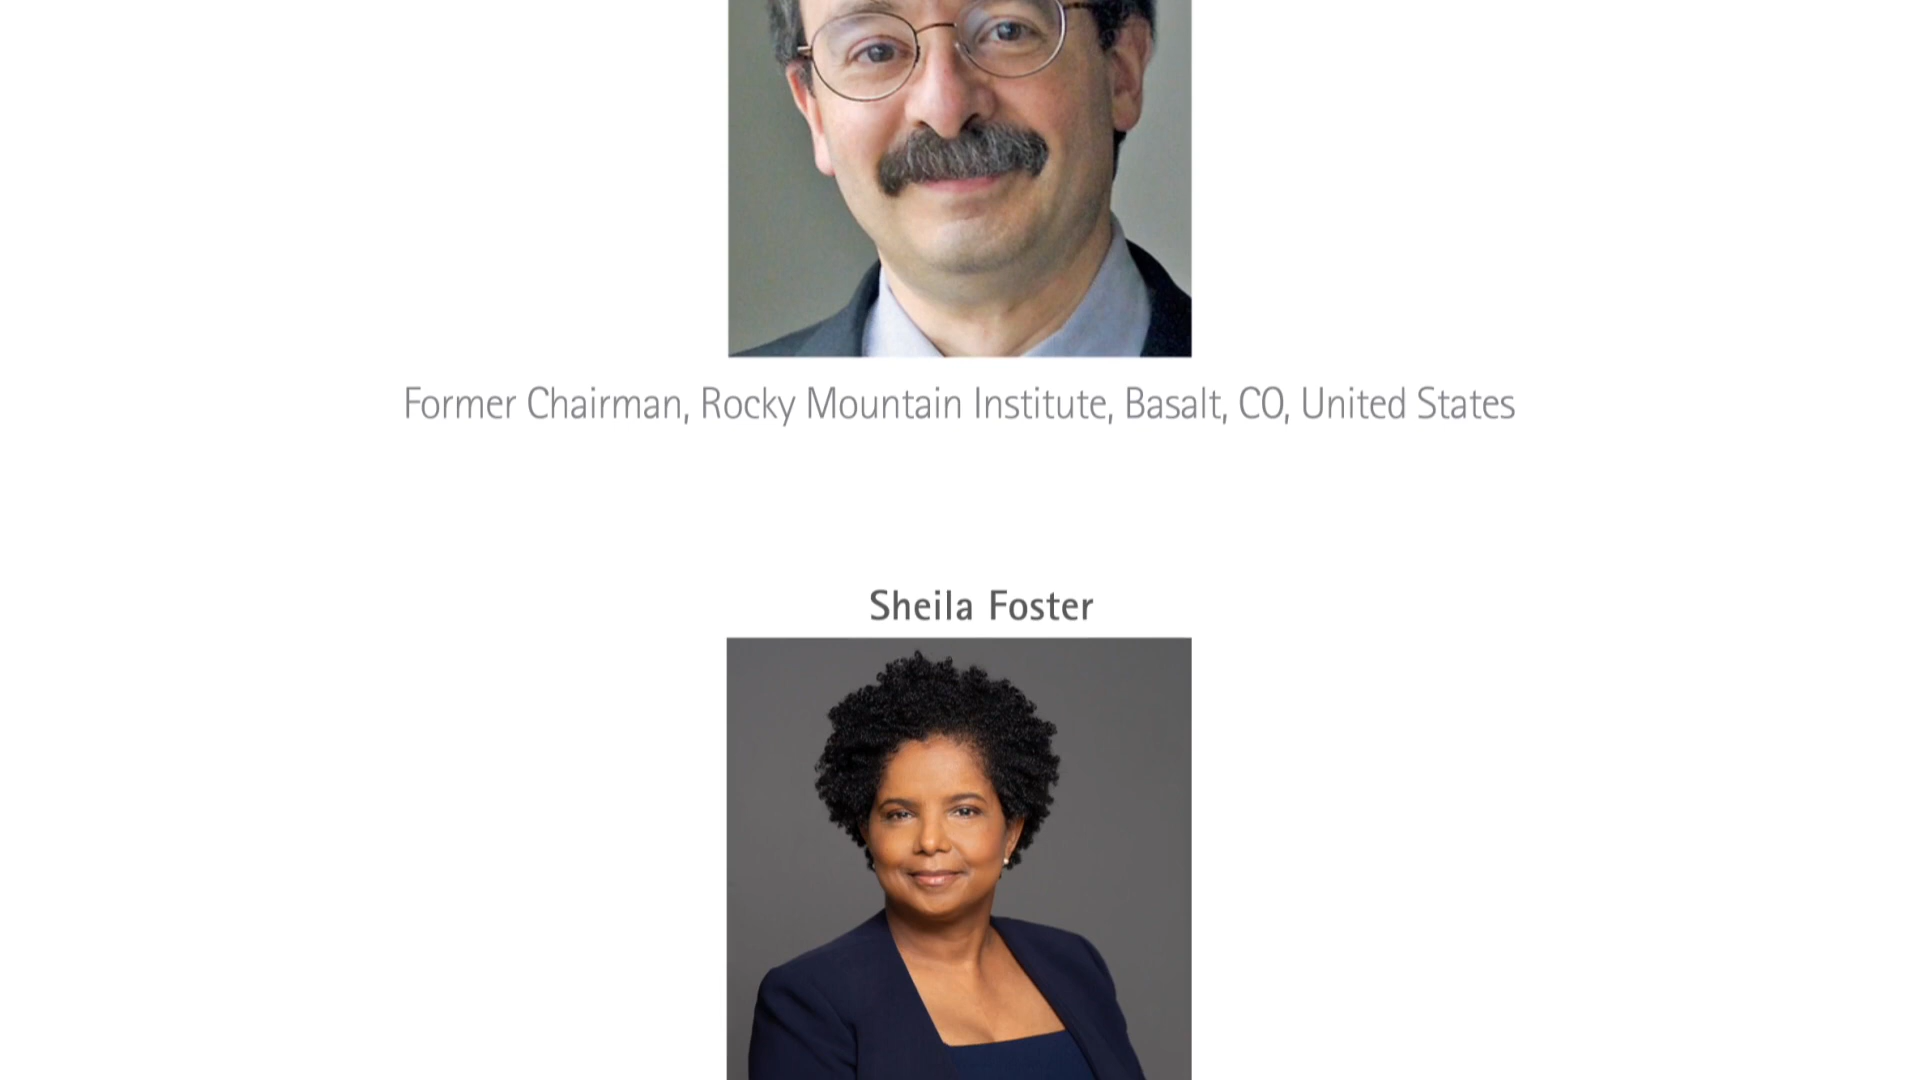 Former Chairman, Rocky Mountain Institute, Basalt, CO, United States
Sheila Foster